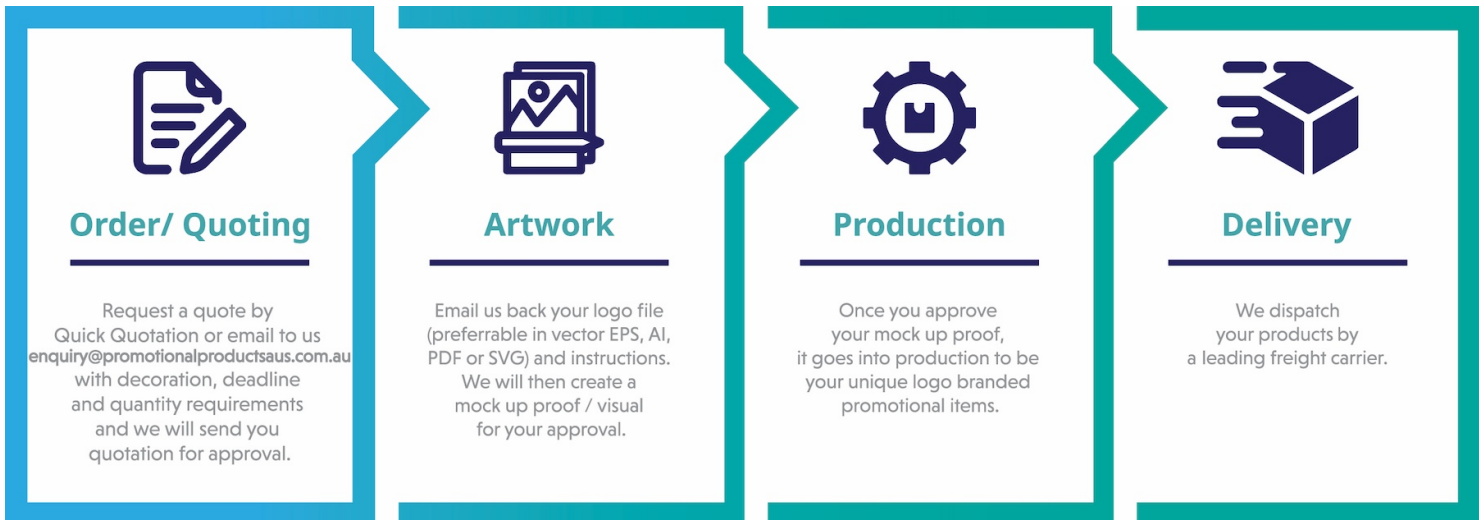 Order/ Quoting
Request a quote by
Quick Quotation or email to us
enquiry@promotionalproductsaus.com.au
with decoration, deadline
and quantity requirements
and we will send you
quotation for approval.
Artwork
Email us back your logo file
(preferrable in vector EPS, AI,
PDF or SVG) and instructions.
We will then create a
mock up proof / visual
for your approval.
Production
Once you approve
your mock up proof,
it goes into production to be
your unique logo branded
promotional items.
Delivery
We dispatch
your products by
a leading freight carrier.